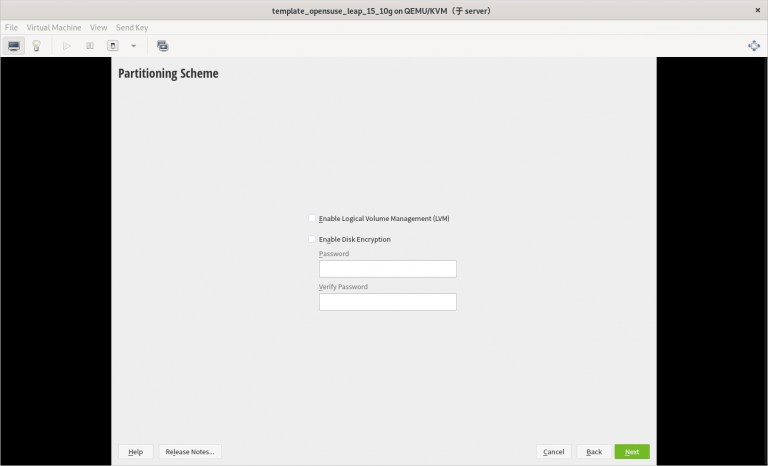 template_opensuse_leap_15_10g on QEMU/KVM（于 server）
File Virtual Machine View Send Key
Partitioning Scheme
Enable Logical Volume Management (LVM)
Enable Disk Encryption
Password
Verify Password
Help Release Notes... Cancel Back Next